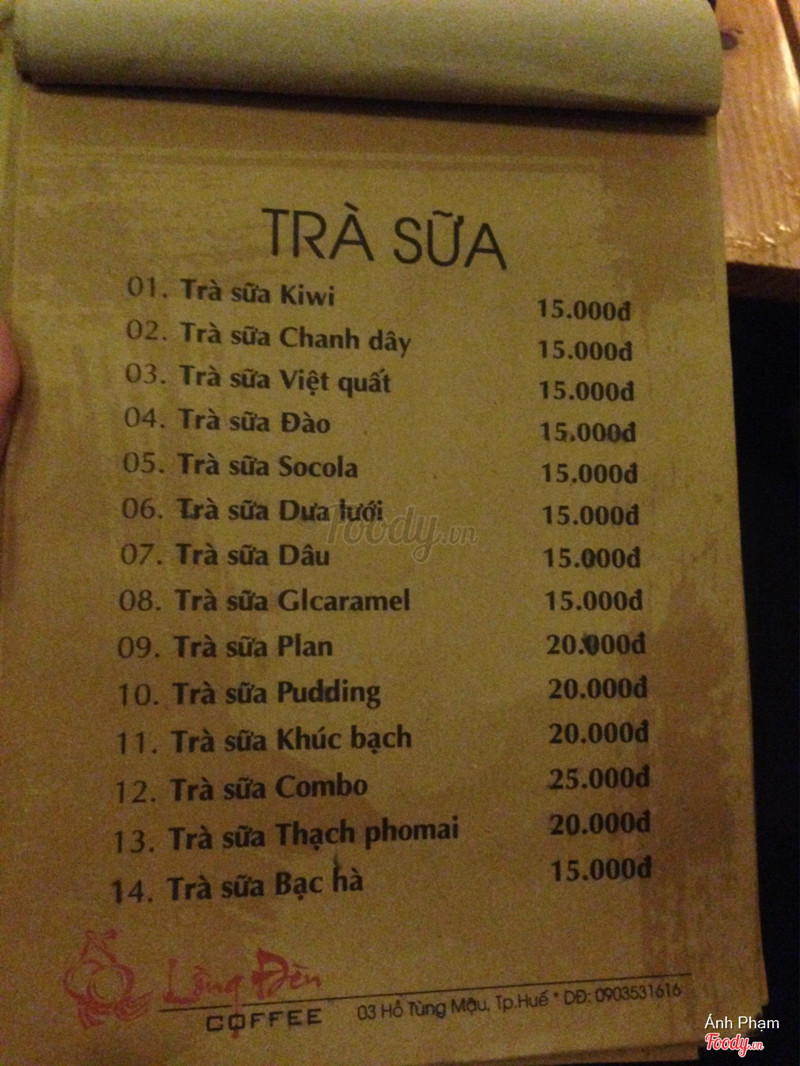 TRÀ SỮA
01. Trà sữa Kiwi 15.000đ
02. Trà sữa Chanh dây 15.000đ
03. Trà sữa Việt quất 15.000đ
04. Trà sữa Đào 15.000đ
05. Trà sữa Socola 15.000đ
06. Trà sữa Dưa lưới 15.000đ
Foody.vn
07. Trà sữa Dâu 15.000đ
08. Trà sữa Glcaramel 15.000đ
09. Trà sữa Plan 20.000đ
10. Trà sữa Pudding 20.000đ
11. Trà sữa Khúc bạch 20.000đ
12. Trà sữa Combo 25.000đ
13. Trà sữa Thạch phomai 20.000đ
14. Trà sữa Bạc hà 15.000đ
Lồng Đèn
COFFEE
03 Hồ Tùng Mậu, Tp.Huế * DĐ: 0903531616
Ánh Phạm
Foody.vn